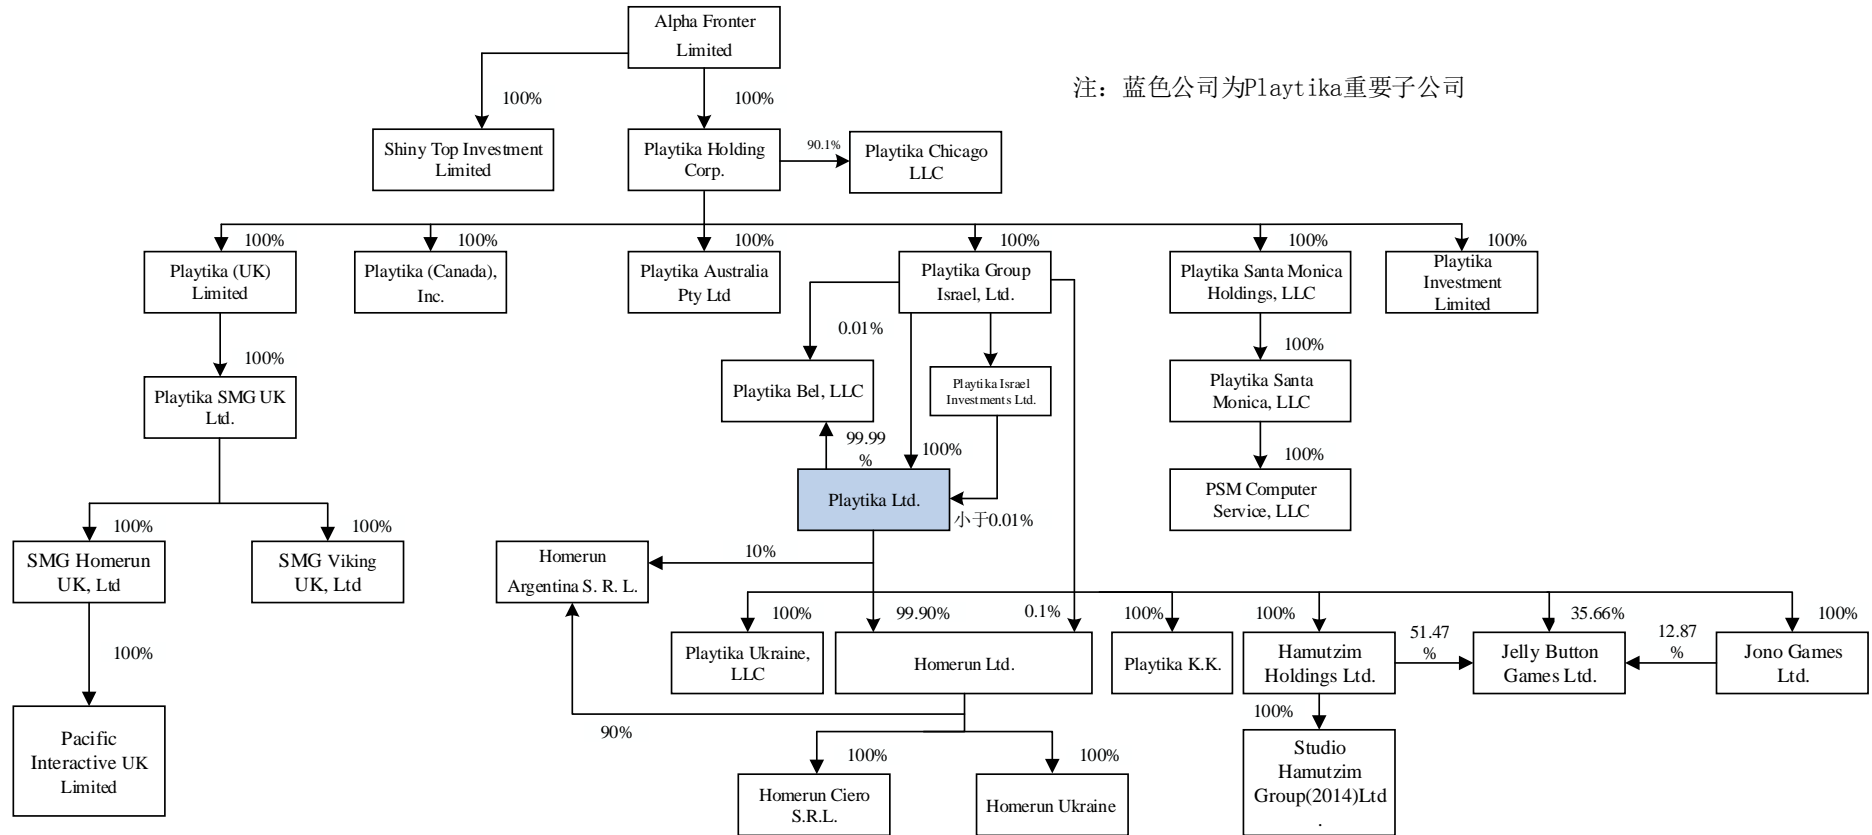 Alpha Fronter
Limited
注：蓝色公司为Playtika重要子公司
100%
100%
Shiny Top Investment
Limited
Playtika Holding
Corp.
90.1%
Playtika Chicago
LLC
100%
100%
100%
100%
100%
100%
Playtika (UK)
Limited
Playtika (Canada),
Inc.
Playtika Australia
Pty Ltd
Playtika Group
Israel, Ltd.
Playtika Santa Monica
Holdings, LLC
Playtika
Investment
Limited
0.01%
100%
100%
Playtika SMG UK
Ltd.
Playtika Bel, LLC
Playtika Israel
Investments Ltd.
Playtika Santa
Monica, LLC
99.99
%
100%
100%
Playtika Ltd.
小于0.01%
PSM Computer
Service, LLC
100%
100%
SMG Homerun
UK, Ltd
SMG Viking
UK, Ltd
Homerun
Argentina S. R. L.
10%
100%
99.90%
0.1%
100%
100%
51.47
%
35.66%
12.87
%
100%
Playtika Ukraine,
LLC
Homerun Ltd.
Playtika K.K.
Hamutzim
Holdings Ltd.
Jelly Button
Games Ltd.
Jono Games
Ltd.
100%
90%
100%
Pacific
Interactive UK
Limited
100%
100%
Homerun Ciero
S.R.L.
Homerun Ukraine
Studio
Hamutzim
Group(2014)Ltd
.